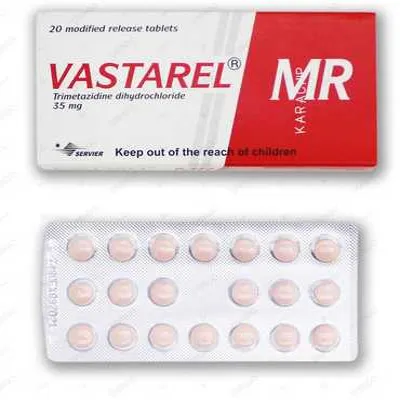 20 modified release tablets
VASTAREL®
MR
Trimetazidine dihydrochloride
35 mg
SERVIER
Keep out of the reach of children